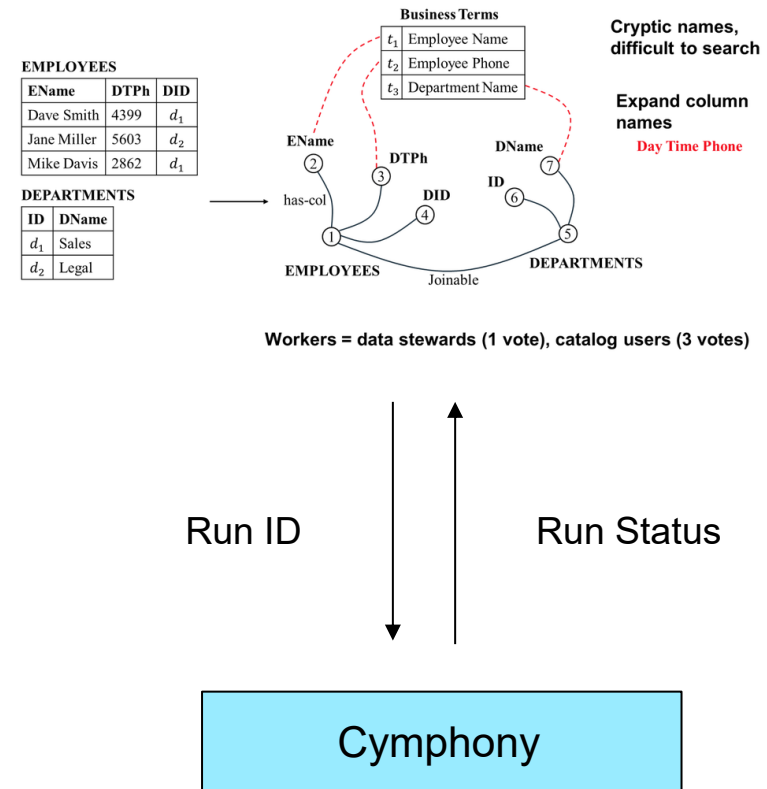 Business Terms
t1 Employee Name
t2 Employee Phone
t3 Department Name
Cryptic names,
difficult to search
Expand column
names
Day Time Phone
EMPLOYEES
EName DTPh DID
Dave Smith 4399 d1
Jane Miller 5603 d2
Mike Davis 2862 d1
DEPARTMENTS
ID DName
d1 Sales
d2 Legal
EName
2
DTPh
3
DID
4
has-col
1
EMPLOYEES
Joinable
DName
7
ID
6
5
DEPARTMENTS
Workers = data stewards (1 vote), catalog users (3 votes)
Run ID
Run Status
Cymphony